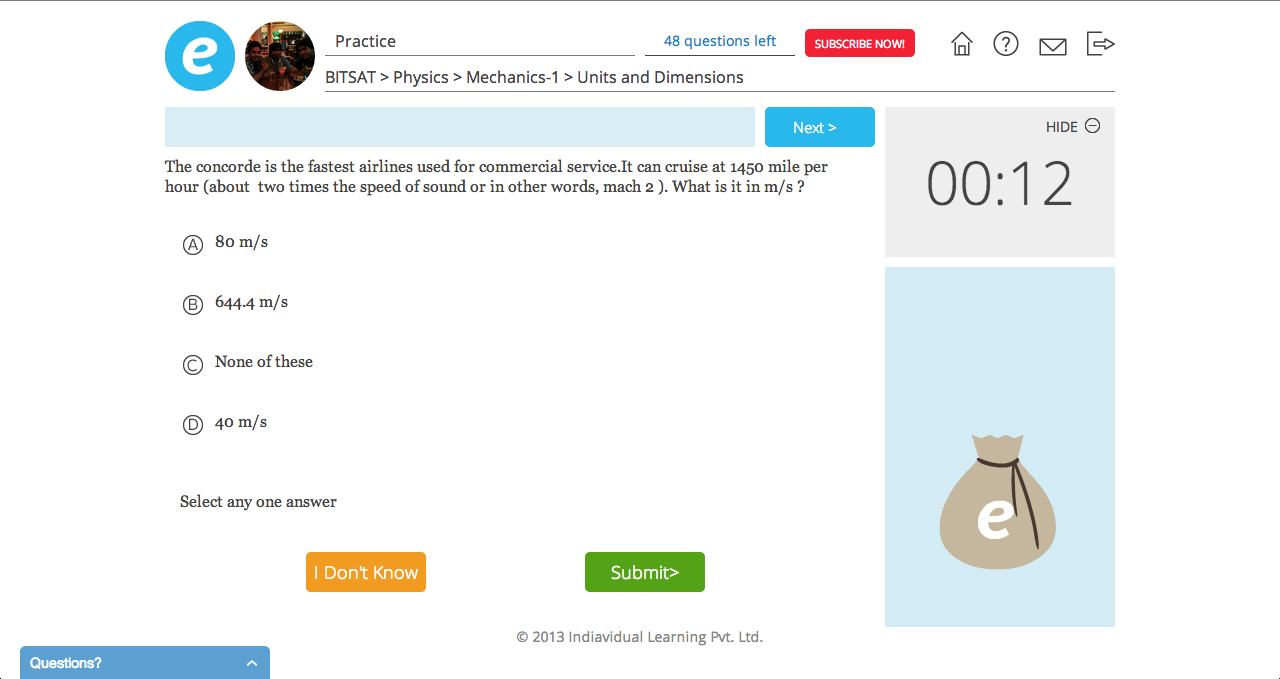 e
Practice
48 questions left
SUBSCRIBE NOW!
?
BITSAT > Physics > Mechanics-1 > Units and Dimensions
Next >
HIDE
00:12
The concorde is the fastest airlines used for commercial service.It can cruise at 1450 mile per
hour (about  two times the speed of sound or in other words, mach 2 ). What is it in m/s ?
A 80 m/s
B 644.4 m/s
C None of these
D 40 m/s
Select any one answer
e
I Don't Know
Submit>
© 2013 Indiavidual Learning Pvt. Ltd.
Questions?